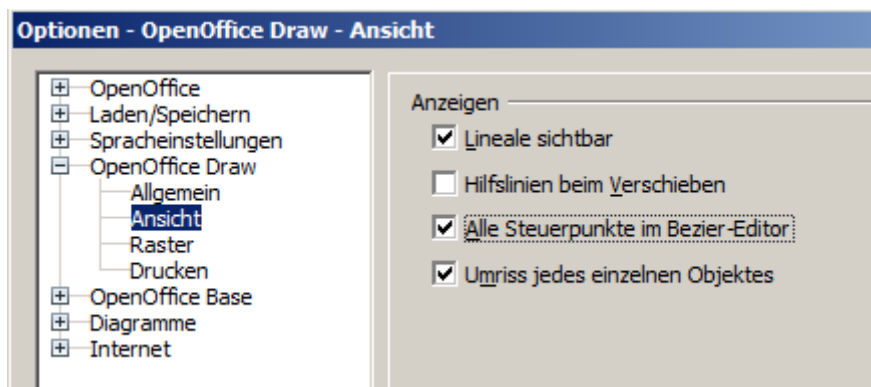 Optionen - OpenOffice Draw - Ansicht
OpenOffice
Laden/Speichern
Spracheinstellungen
OpenOffice Draw
Allgemein
Ansicht
Raster
Drucken
OpenOffice Base
Diagramme
Internet
Anzeigen
Lineale sichtbar
Hilfslinien beim Verschieben
Alle Steuerpunkte im Bezier-Editor
Umriss jedes einzelnen Objektes